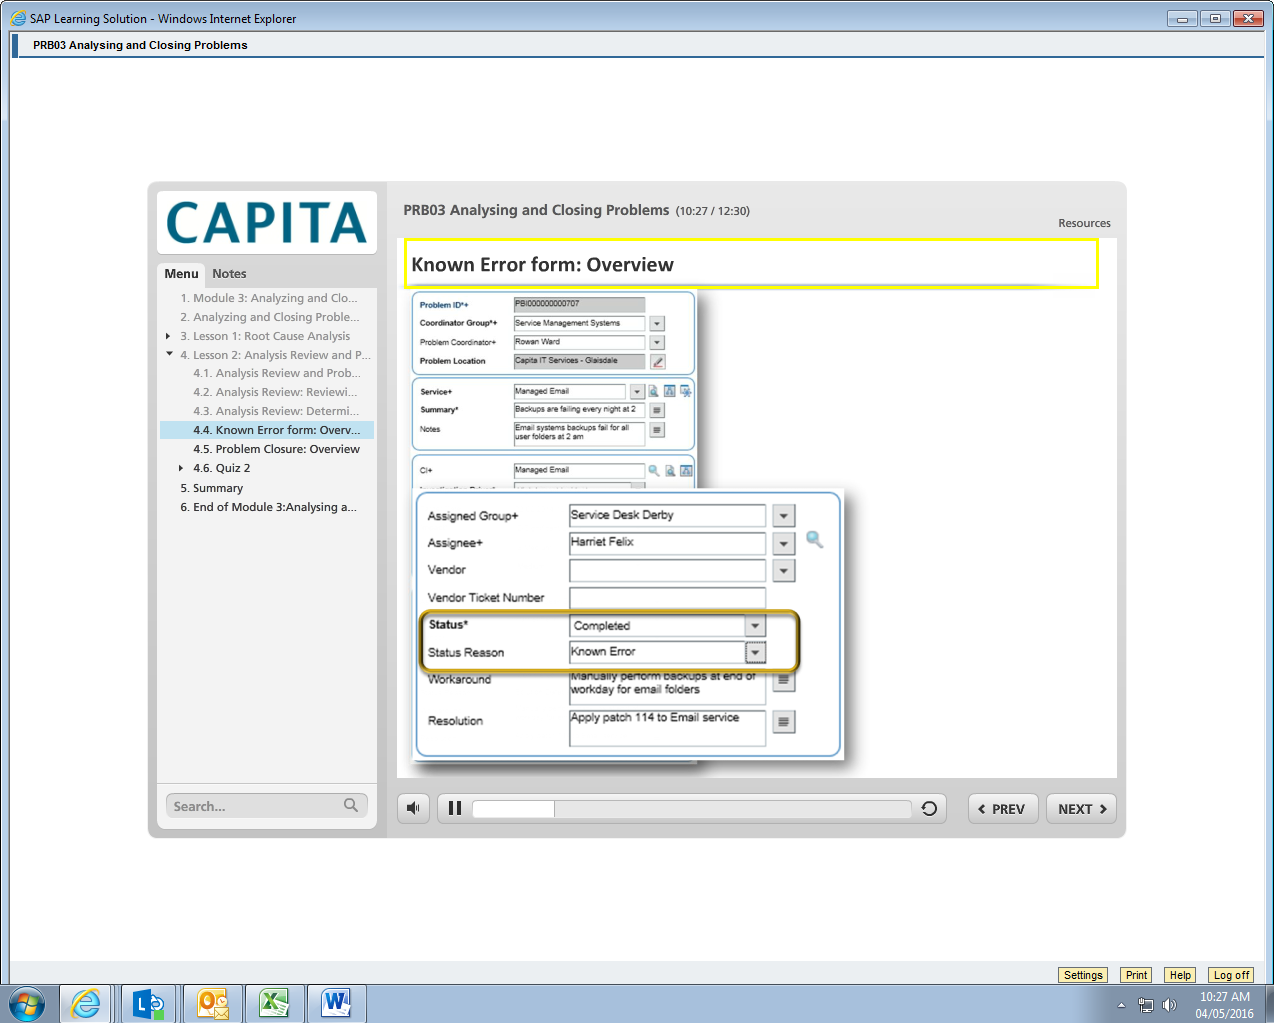 SAP Learning Solution - Windows Internet Explorer
PRB03 Analysing and Closing Problems
CAPITA
PRB03 Analysing and Closing Problems (10:27 / 12:30)
Resources
Menu Notes
1. Module 3: Analyzing and Clo...
2. Analyzing and Closing Proble...
3. Lesson 1: Root Cause Analysis
4. Lesson 2: Analysis Review and P...
4.1. Analysis Review and Prob...
4.2. Analysis Review: Reviewi...
4.3. Analysis Review: Determi...
4.4. Known Error form: Overv...
4.5. Problem Closure: Overview
4.6. Quiz 2
5. Summary
6. End of Module 3:Analysing a...
Search...
Known Error form: Overview
Problem ID*+ PBI000000000707
Coordinator Group*+ Service Management Systems
Problem Coordinator+ Rowan Ward
Problem Location Capita IT Services - Glaisdale
Service+ Managed Email
Summary* Backups are failing every night at 2
Notes Email systems backups fail for all
user folders at 2 am
CI+ Managed Email
Assigned Group+ Service Desk Derby
Assignee+ Harriet Felix
Vendor
Vendor Ticket Number
Status* Completed
Status Reason Known Error
Workaround Manually perform backups at end of
workday for email folders
Resolution Apply patch 114 to Email service
PREV NEXT
Settings Print Help Log off
10:27 AM
04/05/2016